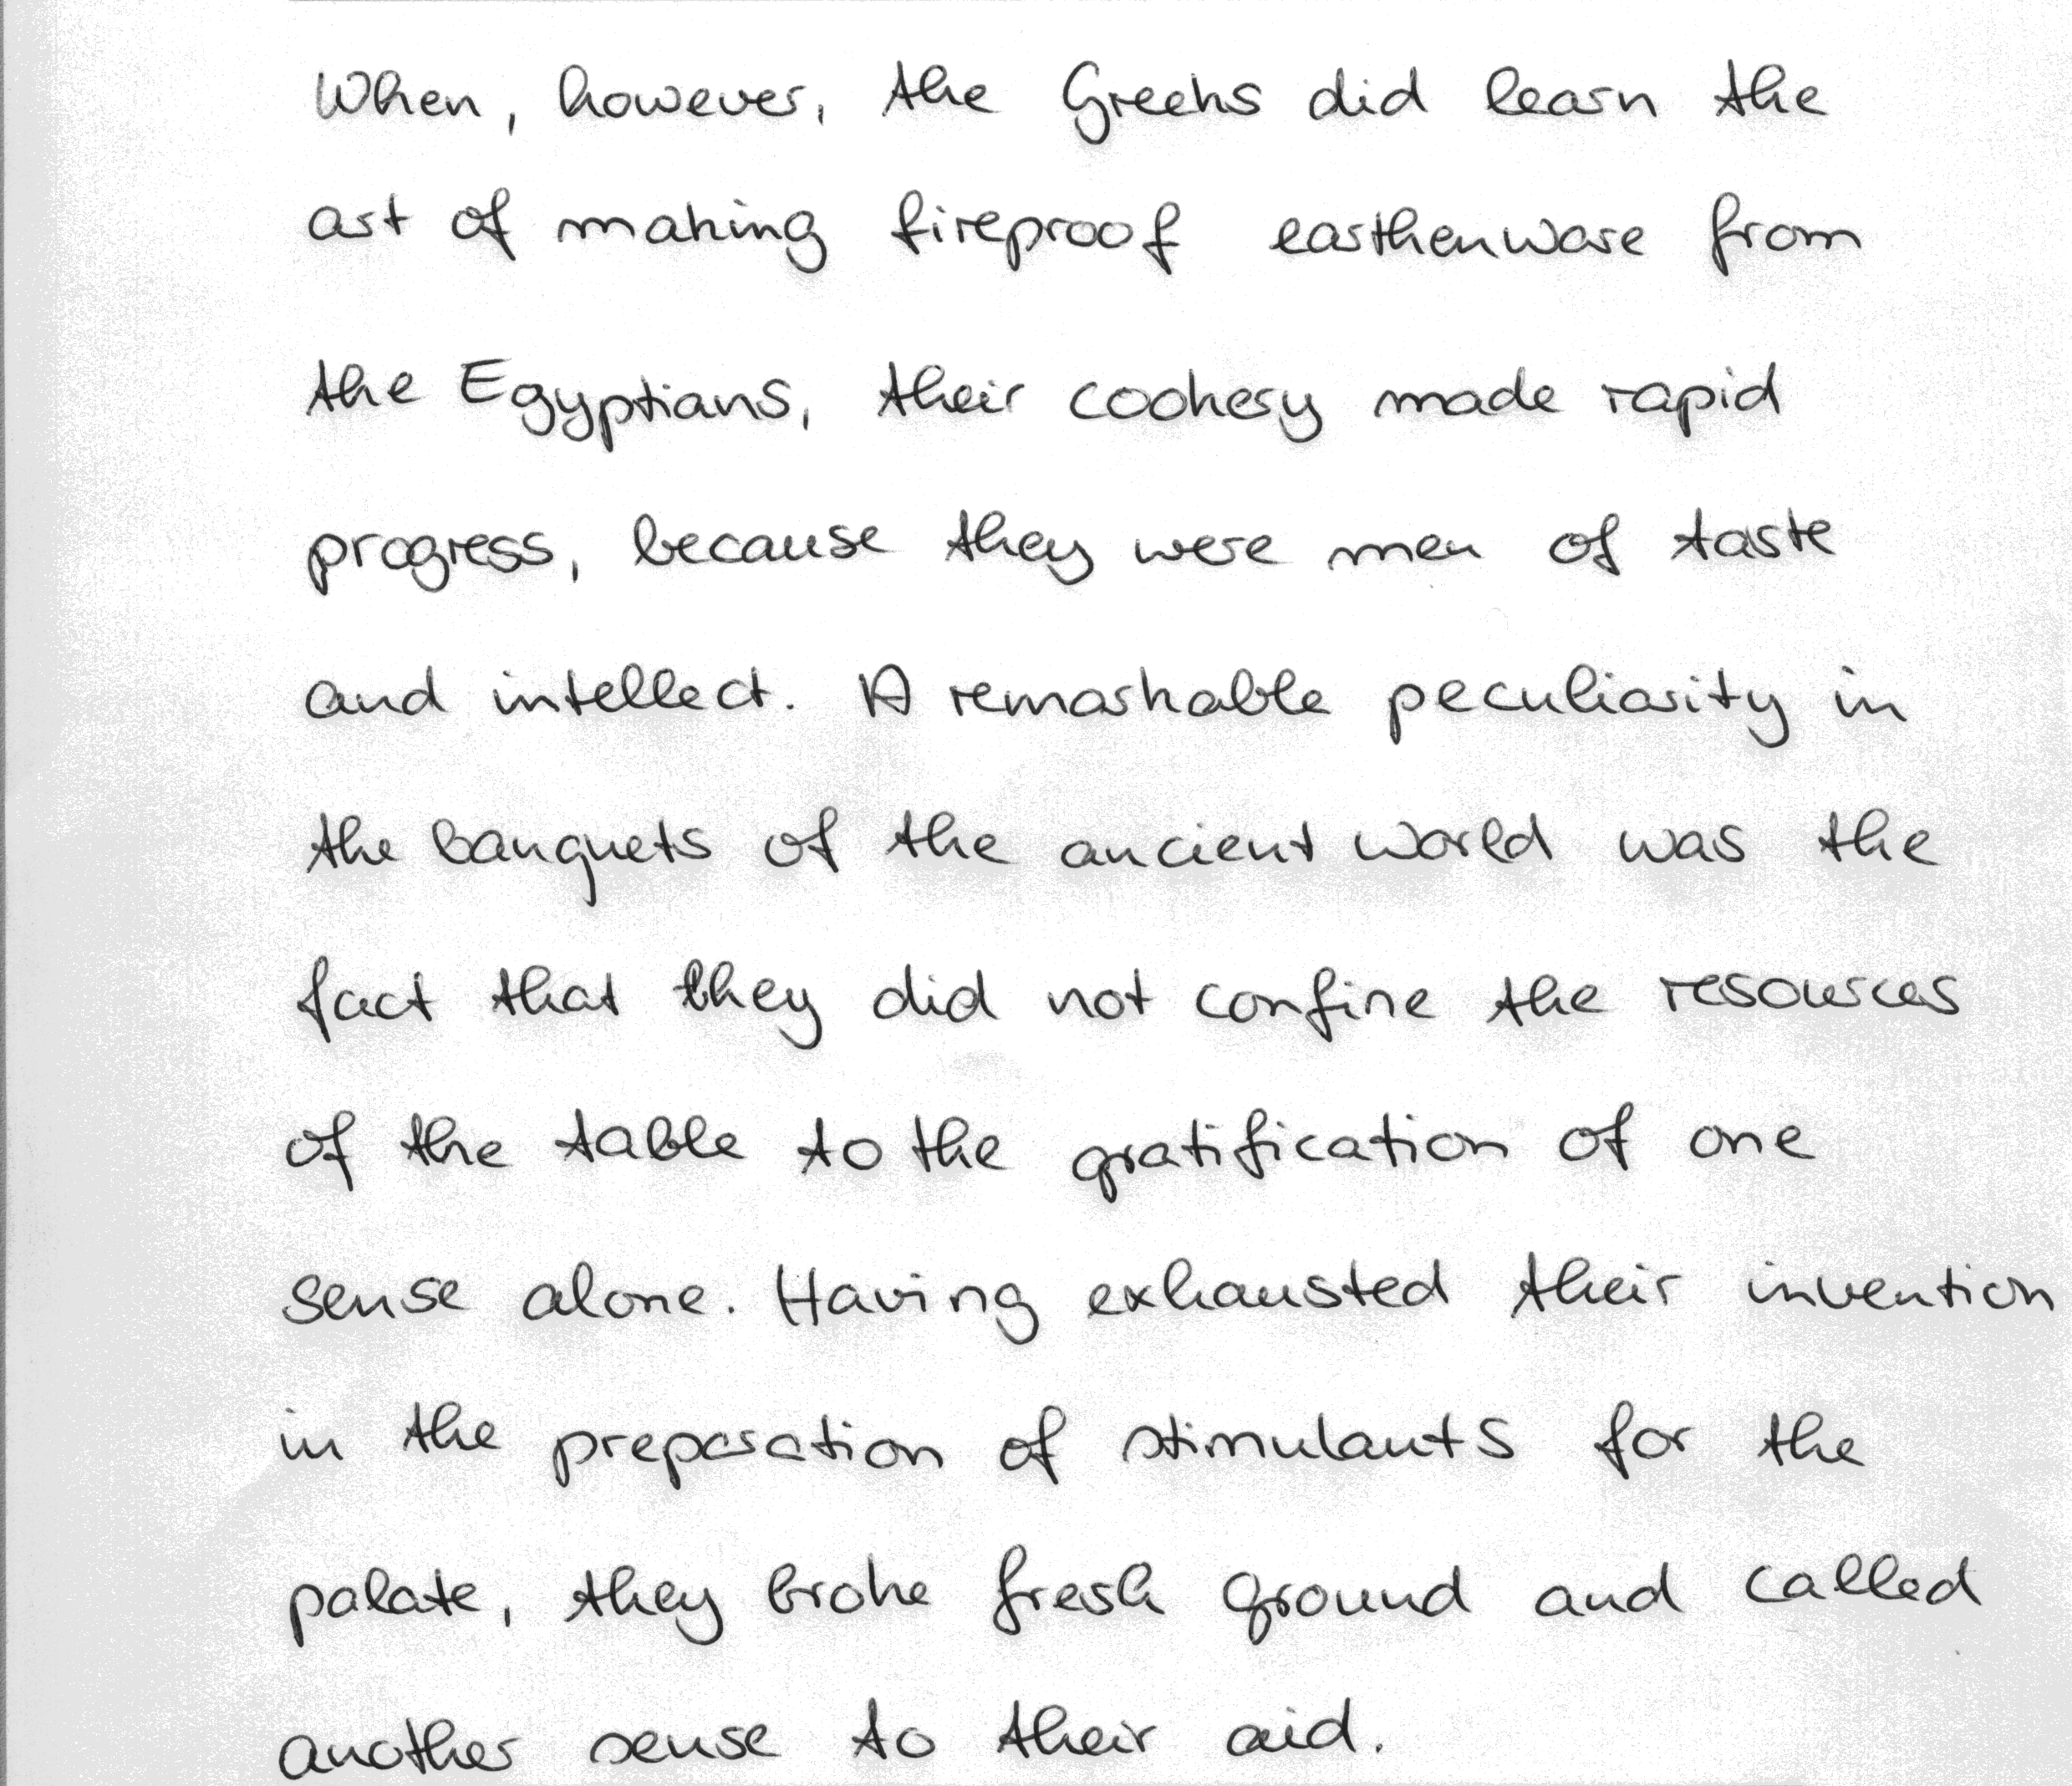 When, however, the Greeks did learn the
art of making fireproof earthenware from
the Egyptians, their cookery made rapid
progress, because they were men of taste
and intellect. A remarkable peculiarity in
the banquets of the ancient world was the
fact that they did not confine the resources
of the table to the gratification of one
sense alone. Having exhausted their invention
in the preparation of stimulants for the
palate, they broke fresh ground and called
another sense to their aid.